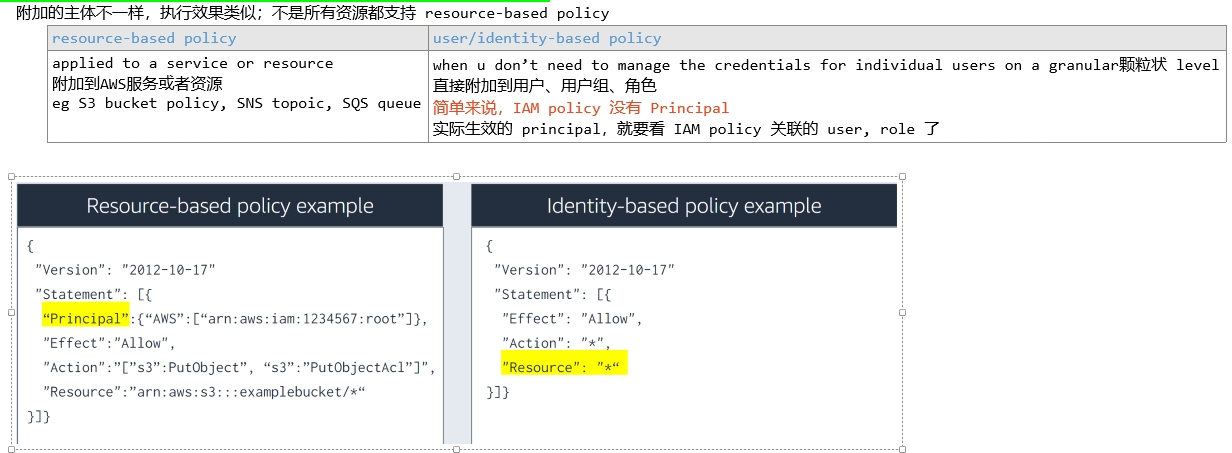 附加的主体不一样，执行效果类似；不是所有资源都支持 resource-based policy
resource-based policy
applied to a service or resource
附加到AWS服务或者资源
eg S3 bucket policy, SNS topoic, SQS queue
user/identity-based policy
when u don’t need to manage the credentials for individual users on a granular颗粒状 level
直接附加到用户、用户组、角色
简单来说，IAM policy 没有 Principal
实际生效的 principal，就要看 IAM policy 关联的 user, role 了
Resource-based policy example
{
"Version": "2012-10-17"
"Statement": [{
“Principal”:{“AWS”:[“arn:aws:iam:1234567:root”]},
"Effect":"Allow",
"Action":"[”s3”:PutObject”, “s3”:”PutObjectAcl”]",
"Resource":”arn:aws:s3:::examplebucket/*“
}]}
Identity-based policy example
{
"Version": "2012-10-17"
"Statement": [{
"Effect": "Allow",
"Action": "*",
"Resource": "*“
}]}